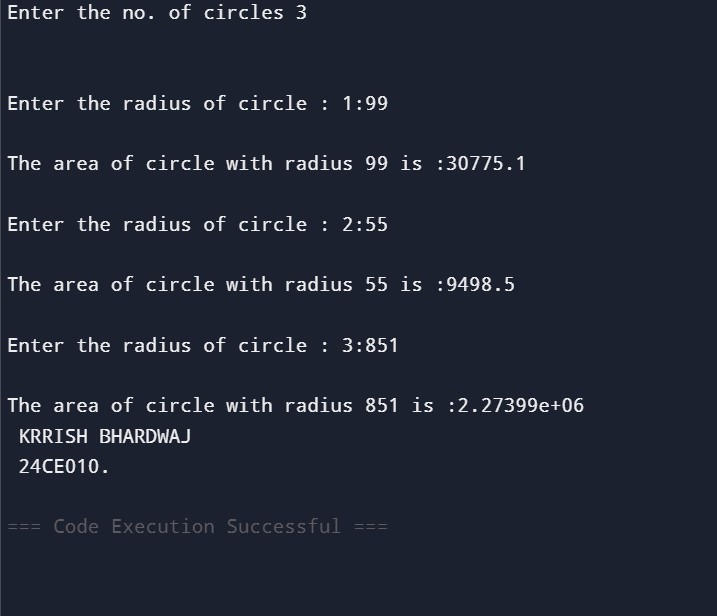 Enter the no. of circles 3
Enter the radius of circle : 1:99
The area of circle with radius 99 is :30775.1
Enter the radius of circle : 2:55
The area of circle with radius 55 is :9498.5
Enter the radius of circle : 3:851
The area of circle with radius 851 is :2.27399e+06
KRRISH BHARDWAJ
24CE010.
=== Code Execution Successful ===